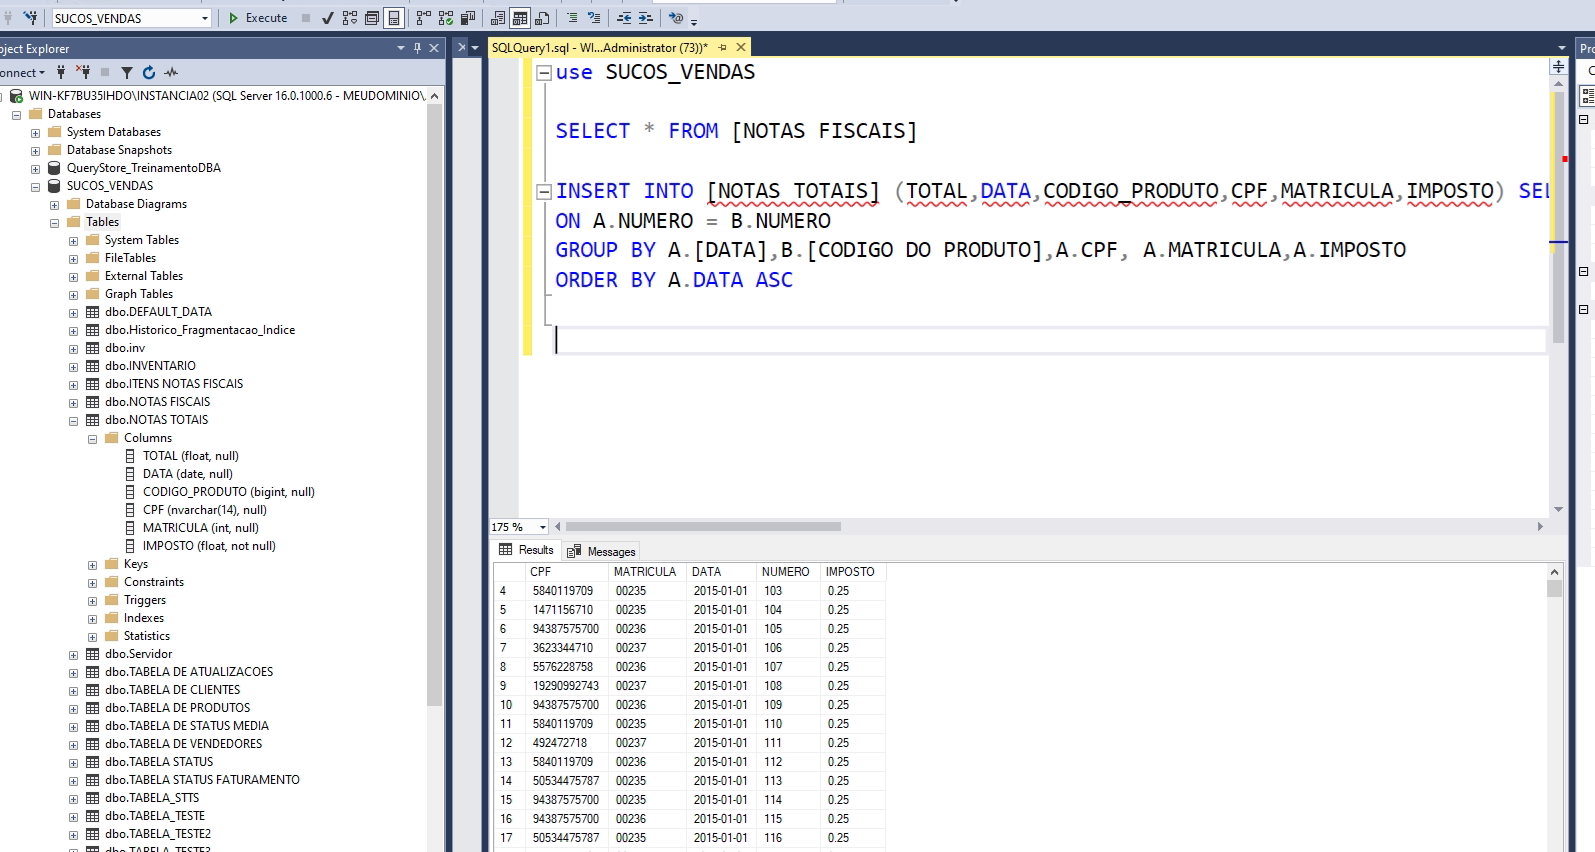 SUCOS_VENDAS
Execute
ject Explorer
onnect
WIN-KF7BU35IHDO\INSTANCIA02 (SQL Server 16.0.1000.6 - MEUDOMINIO\
Databases
System Databases
Database Snapshots
QueryStore_TreinamentoDBA
SUCOS_VENDAS
Database Diagrams
Tables
System Tables
FileTables
External Tables
Graph Tables
dbo.DEFAULT_DATA
dbo.Historico_Fragmentacao_Indice
dbo.inv
dbo.INVENTARIO
dbo.ITENS NOTAS FISCAIS
dbo.NOTAS FISCAIS
dbo.NOTAS TOTAIS
Columns
TOTAL (float, null)
DATA (date, null)
CODIGO_PRODUTO (bigint, null)
CPF (nvarchar(14), null)
MATRICULA (int, null)
IMPOSTO (float, not null)
Keys
Constraints
Triggers
Indexes
Statistics
dbo.Servidor
dbo.TABELA DE ATUALIZACOES
dbo.TABELA DE CLIENTES
dbo.TABELA DE PRODUTOS
dbo.TABELA DE STATUS MEDIA
dbo.TABELA DE VENDEDORES
dbo.TABELA STATUS
dbo.TABELA STATUS FATURAMENTO
dbo.TABELA_STTS
dbo.TABELA_TESTE
dbo.TABELA_TESTE2
dbo.TABELA_TESTE3
SQLQuery1.sql - WI...Administrator (73))*
use SUCOS_VENDAS
SELECT * FROM [NOTAS FISCAIS]
INSERT INTO [NOTAS TOTAIS] (TOTAL,DATA,CODIGO_PRODUTO,CPF,MATRICULA,IMPOSTO) SEL
ON A.NUMERO = B.NUMERO
GROUP BY A.[DATA],B.[CODIGO DO PRODUTO],A.CPF, A.MATRICULA,A.IMPOSTO
ORDER BY A.DATA ASC
175 %
Results Messages
CPF MATRICULA DATA NUMERO IMPOSTO
4 5840119709 00235 2015-01-01 103 0.25
5 1471156710 00235 2015-01-01 104 0.25
6 94387575700 00236 2015-01-01 105 0.25
7 3623344710 00237 2015-01-01 106 0.25
8 5576228758 00236 2015-01-01 107 0.25
9 19290992743 00237 2015-01-01 108 0.25
10 94387575700 00236 2015-01-01 109 0.25
11 5840119709 00235 2015-01-01 110 0.25
12 492472718 00237 2015-01-01 111 0.25
13 5840119709 00236 2015-01-01 112 0.25
14 50534475787 00235 2015-01-01 113 0.25
15 94387575700 00235 2015-01-01 114 0.25
16 94387575700 00236 2015-01-01 115 0.25
17 50534475787 00235 2015-01-01 116 0.25
Pro